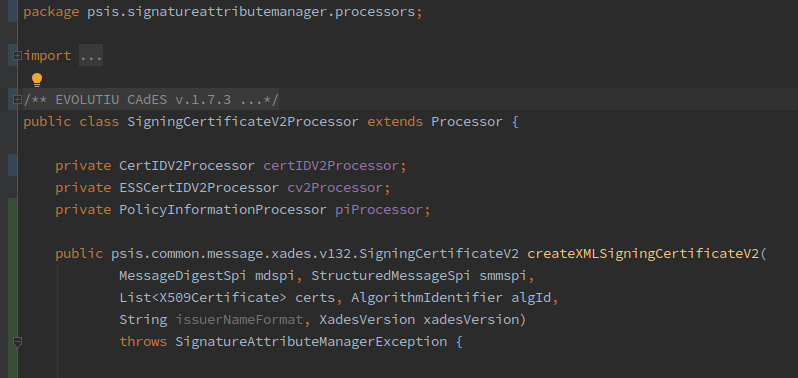 package psis.signatureattributemanager.processors;
import ...
/** EVOLUTIU CAdES v.1.7.3 ...*/
public class SigningCertificateV2Processor extends Processor {
private CertIDV2Processor certIDV2Processor;
private ESSCertIDV2Processor cv2Processor;
private PolicyInformationProcessor piProcessor;
public psis.common.message.xades.v132.SigningCertificateV2 createXMLSigningCertificateV2(
MessageDigestSpi mdspi, StructuredMessageSpi smmspi,
List<X509Certificate> certs, AlgorithmIdentifier algId,
String issuerNameFormat, XadesVersion xadesVersion)
throws SignatureAttributeManagerException {